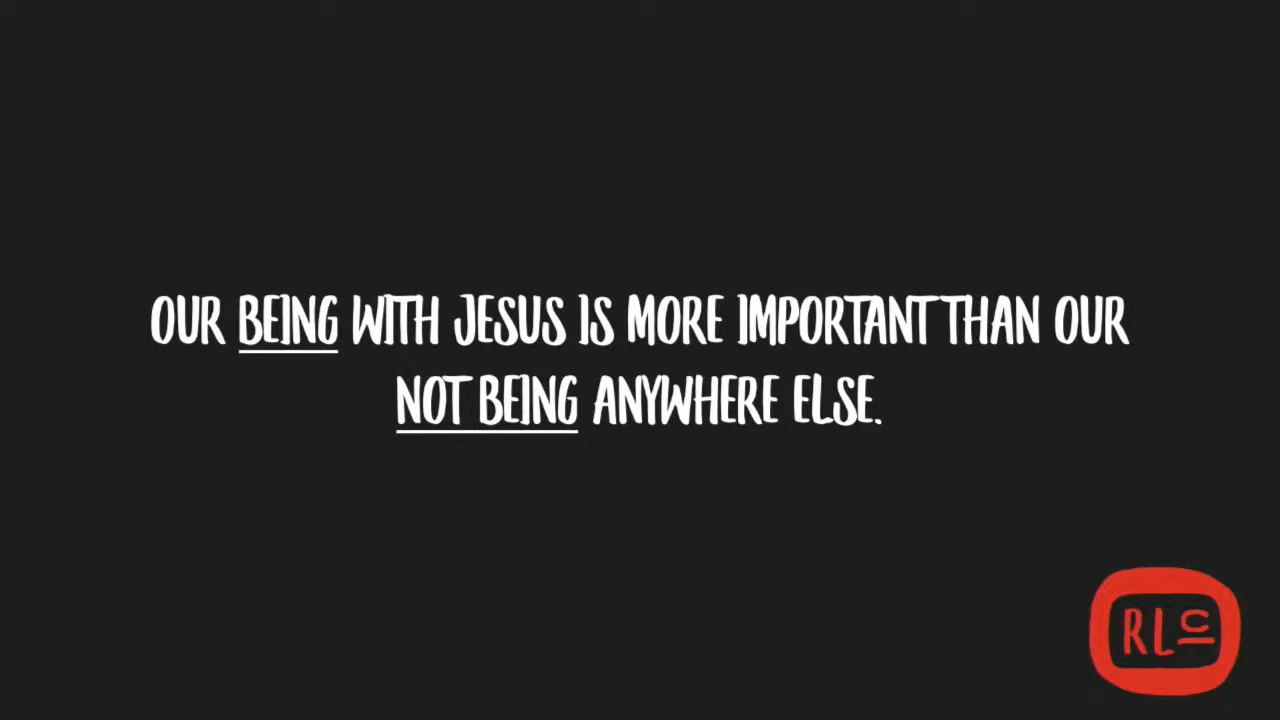 OUR BEING WITH JESUS IS MORE IMPORTANT THAN OUR
NOT BEING ANYWHERE ELSE.
RLC